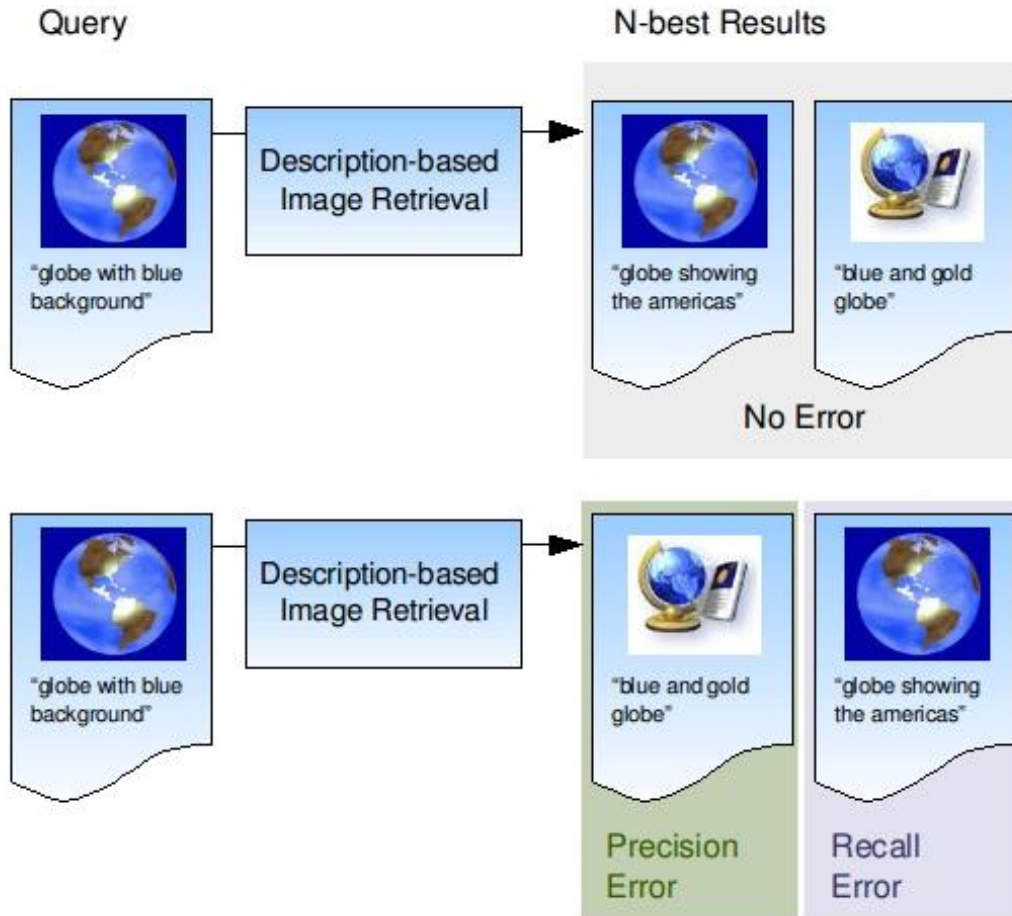 Query
N-best Results
“globe with blue
background”
Description-based
Image Retrieval
“globe showing
the americas”
“blue and gold
globe”
No Error
“globe with blue
background”
Description-based
Image Retrieval
“blue and gold
globe”
“globe showing
the americas”
Precision
Error
Recall
Error